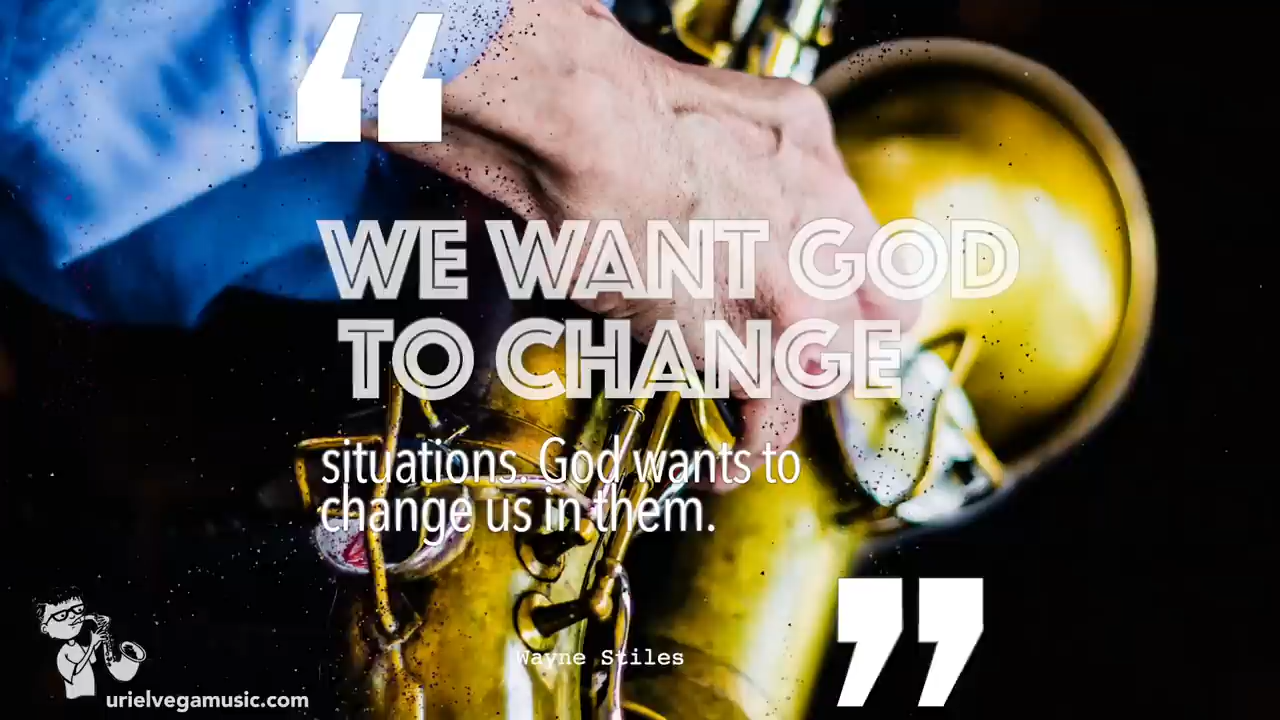 “
WE WANT GOD
TO CHANGE
situations. God wants to
change us in them.
”
Wayne Stiles
urielvegamusic.com